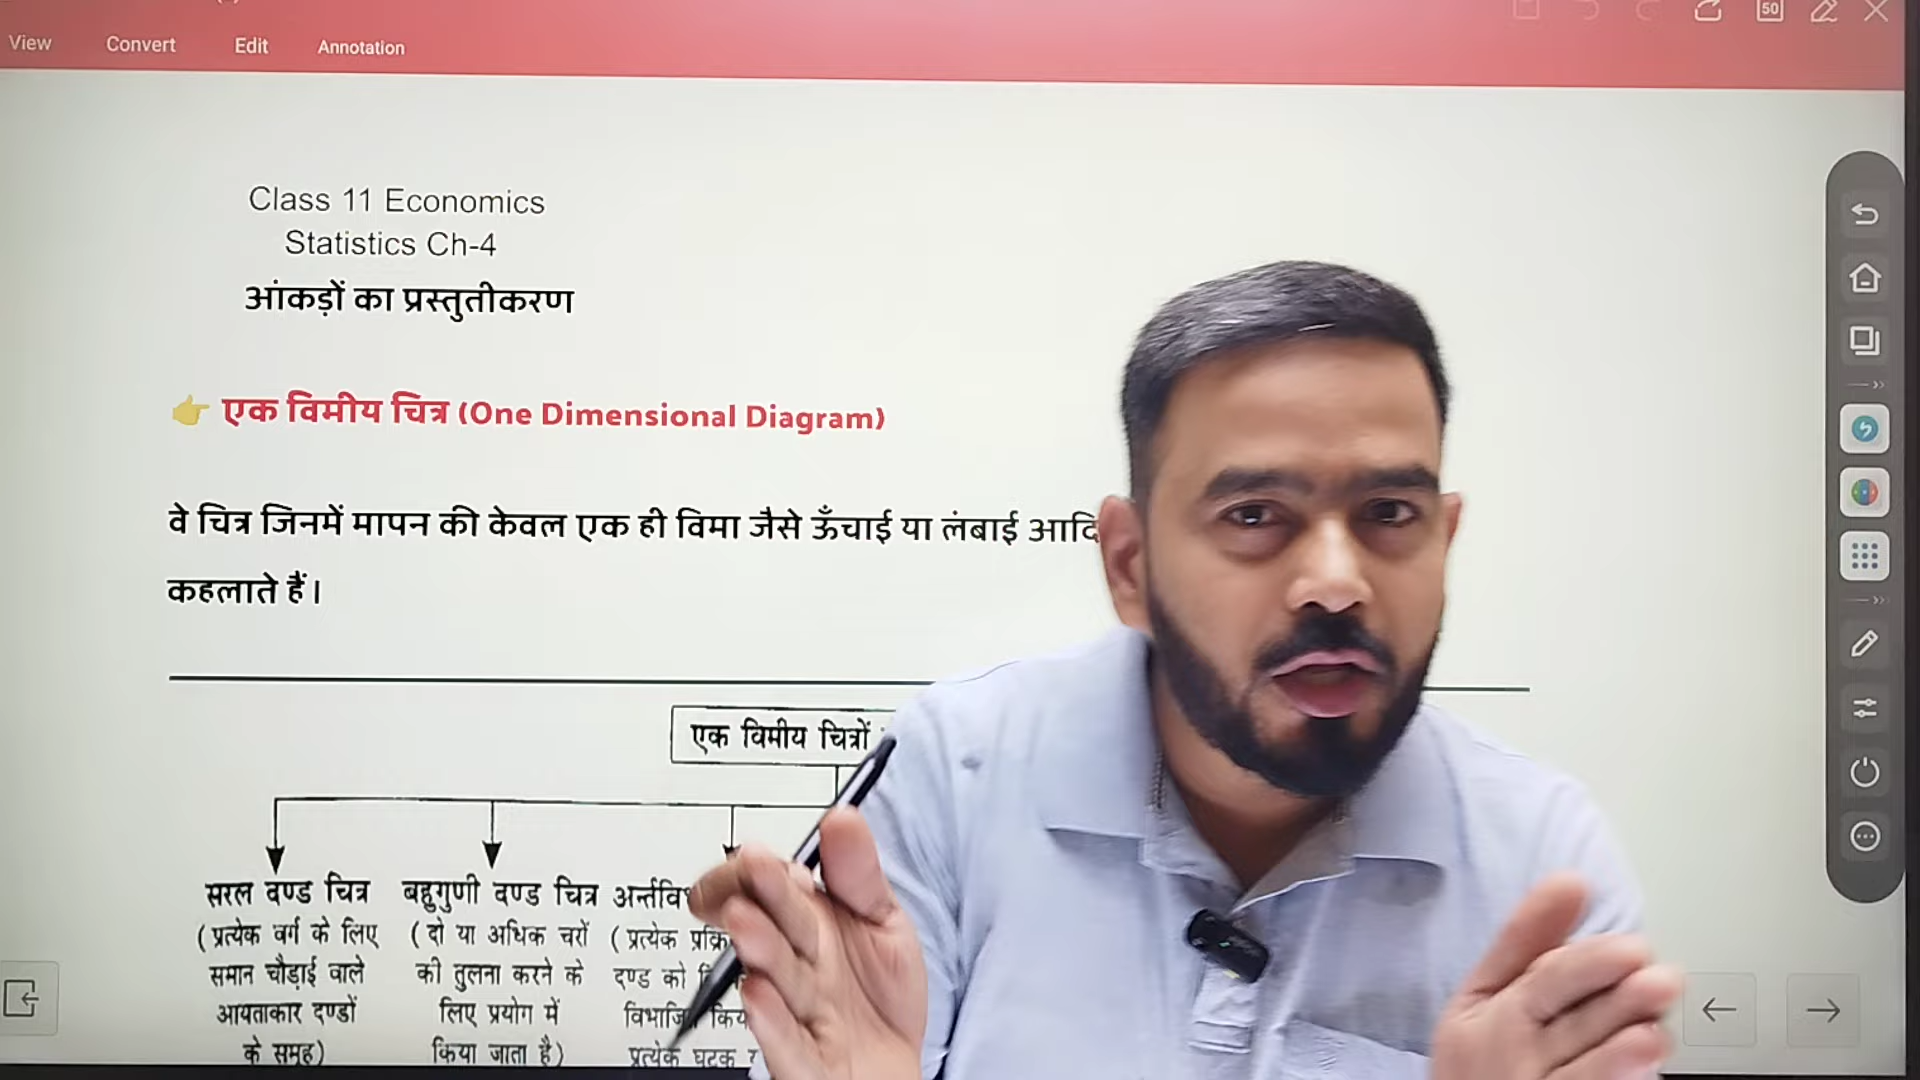 View Convert Edit Annotation
50
Class 11 Economics
Statistics Ch-4
आंकड़ों का प्रस्तुतीकरण
👉 एक विमीय चित्र (One Dimensional Diagram)
वे चित्र जिनमें मापन की केवल एक ही विमा जैसे ऊँचाई या लंबाई आदि
कहलाते हैं।
एक विमीय चित्रों
सरल दण्ड चित्र बहुगुणी दण्ड चित्र
(प्रत्येक वर्ग के लिए (दो या अधिक चरों (प्रत्येक
समान चौड़ाई वाले की तुलना करने के दण्ड को
आयताकार दण्डों लिए प्रयोग में
के समूह) किया जाता है) प्रत्येक घटक